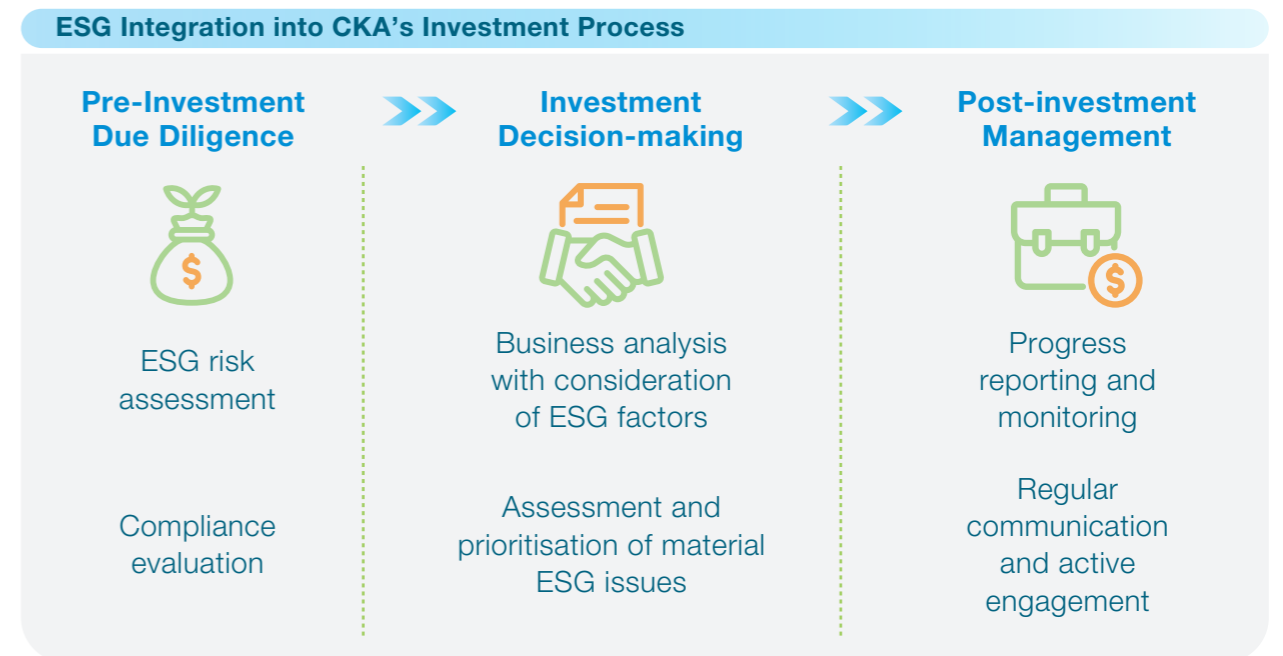 ESG Integration into CKA's Investment Process
Pre-Investment
Due Diligence
$
ESG risk
assessment
Compliance
evaluation
Investment
Decision-making
Business analysis
with consideration
of ESG factors
Assessment and
prioritisation of material
ESG issues
Post-investment
Management
$
Progress
reporting and
monitoring
Regular
communication
and active
engagement